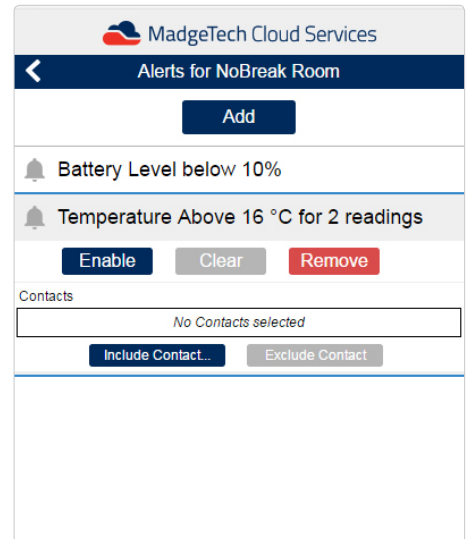 MadgeTech Cloud Services
Alerts for NoBreak Room
Add
Battery Level below 10%
Temperature Above 16 °C for 2 readings
Enable Clear Remove
Contacts
No Contacts selected
Include Contact... Exclude Contact